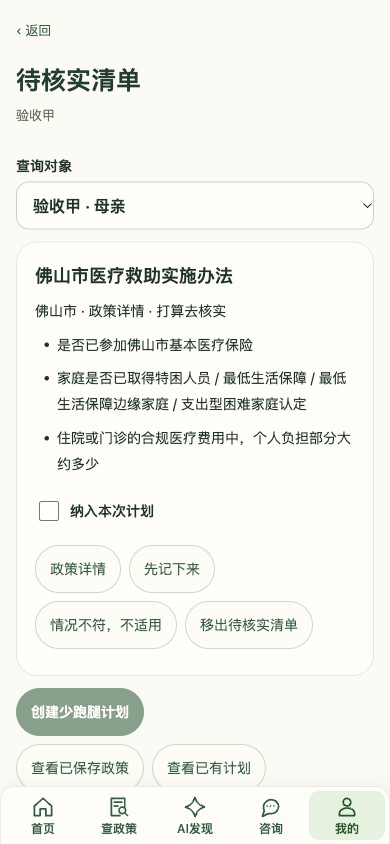 ‹ 返回
待核实清单
验收甲
查询对象
验收甲 · 母亲
佛山市医疗救助实施办法
佛山市 · 政策详情 · 打算去核实
• 是否已参加佛山市基本医疗保险
• 家庭是否已取得特困人员 / 最低生活保障 / 最低
生活保障边缘家庭 / 支出型困难家庭认定
• 住院或门诊的合规医疗费用中，个人负担部分大
约多少
纳入本次计划
政策详情
先记下来
情况不符，不适用
移出待核实清单
创建少跑腿计划
查看已保存政策
查看已有计划
首页
查政策
AI发现
咨询
我的